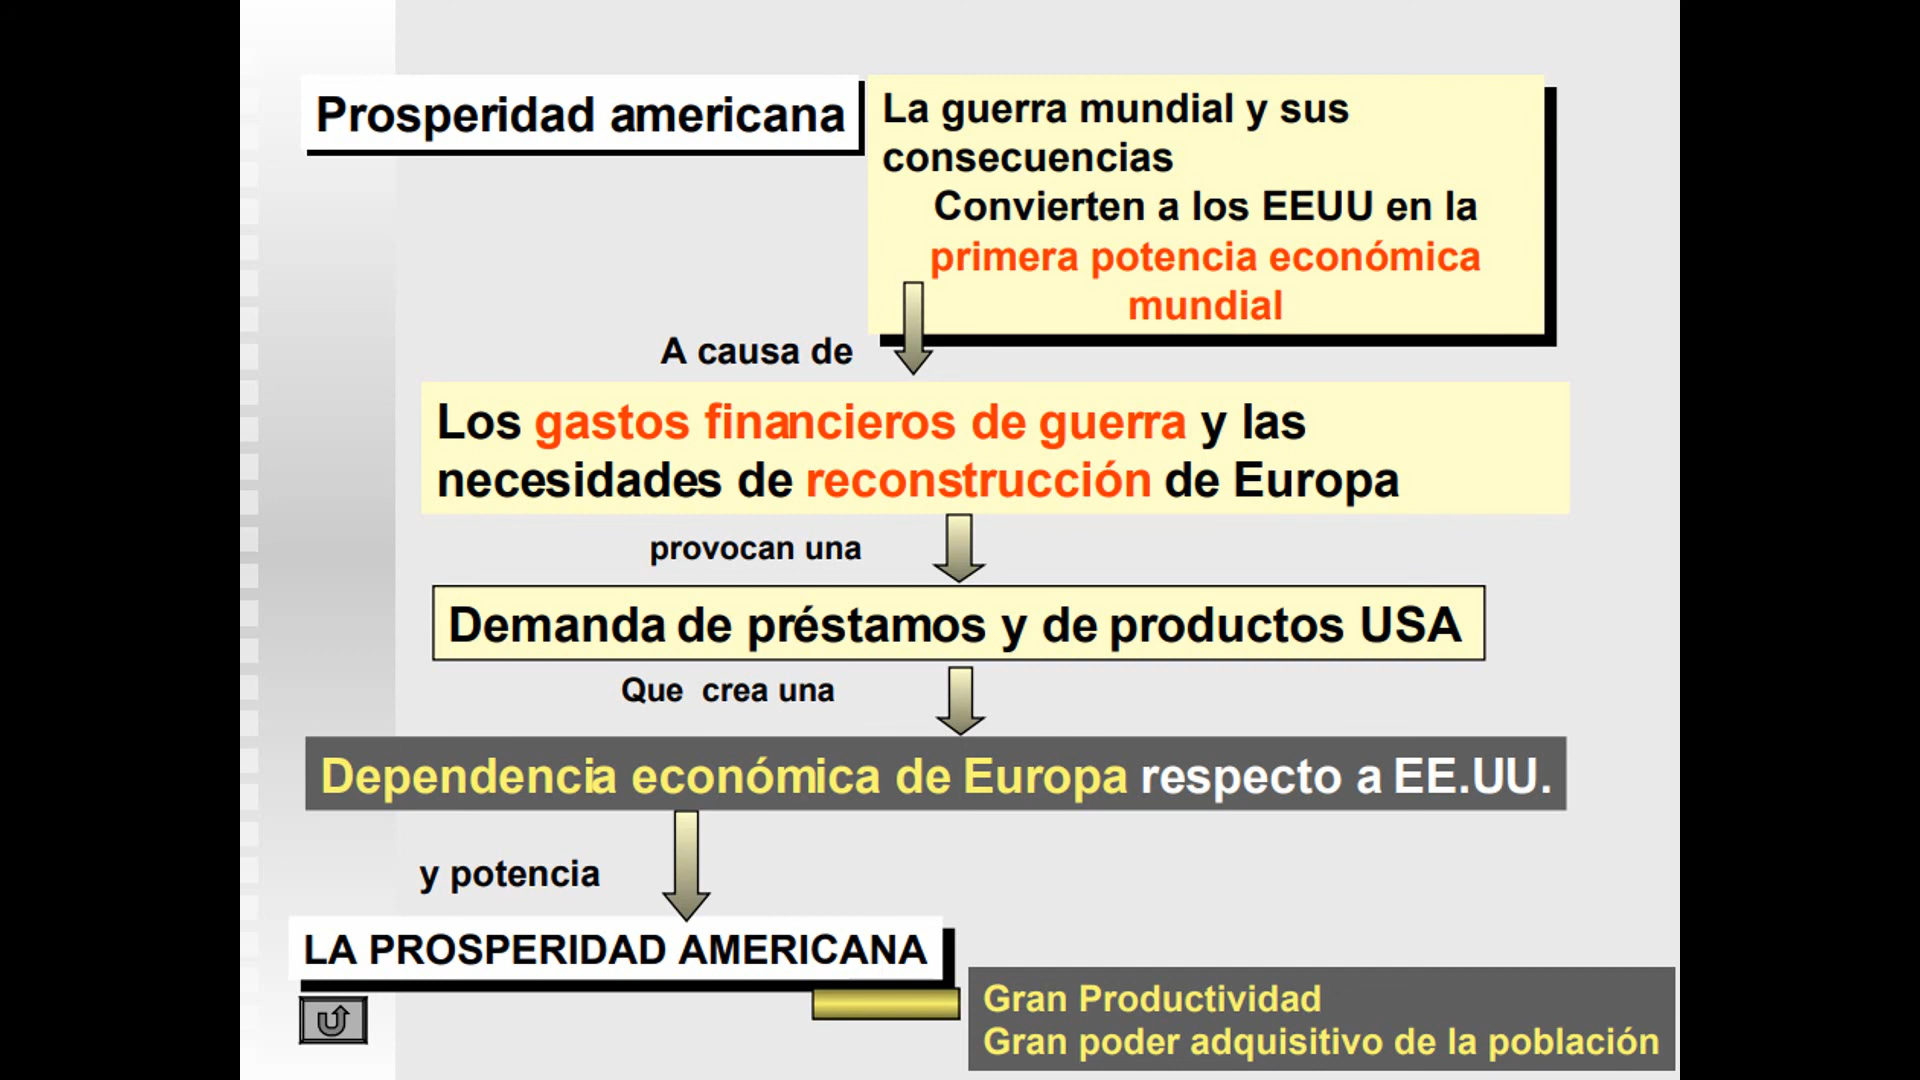 Prosperidad americana
La guerra mundial y sus
consecuencias
Convierten a los EEUU en la
primera potencia económica
mundial
A causa de
Los gastos financieros de guerra y las
necesidades de reconstrucción de Europa
provocan una
Demanda de préstamos y de productos USA
Que crea una
Dependencia económica de Europa respecto a EE.UU.
y potencia
LA PROSPERIDAD AMERICANA
Gran Productividad
Gran poder adquisitivo de la población